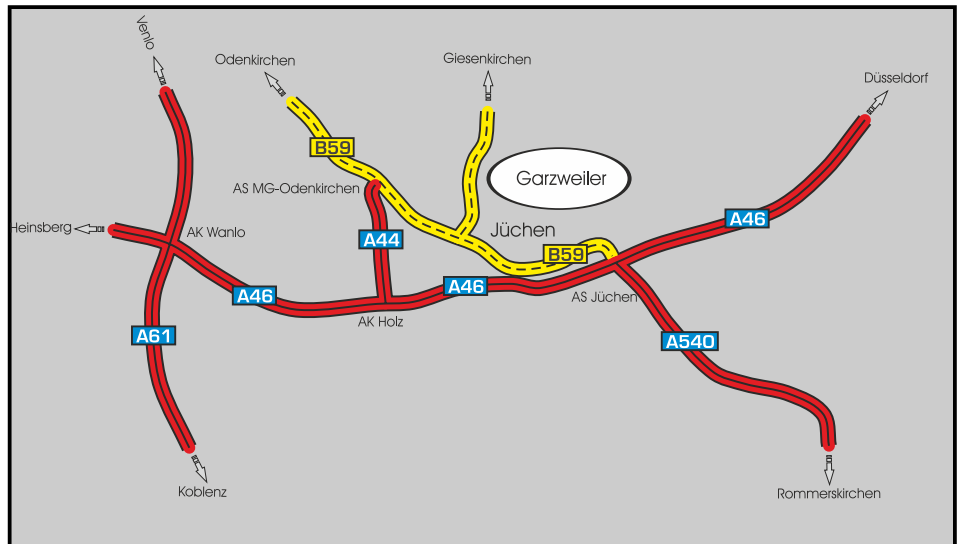 Venlo
Odenkirchen
Giesenkirchen
Düsseldorf
B59
Garzweiler
AS MG-Odenkirchen
A46
Heinsberg
AK Wanlo
A44
Jüchen
B59
A46
A46
AS Jüchen
AK Holz
A61
A540
Koblenz
Rommerskirchen